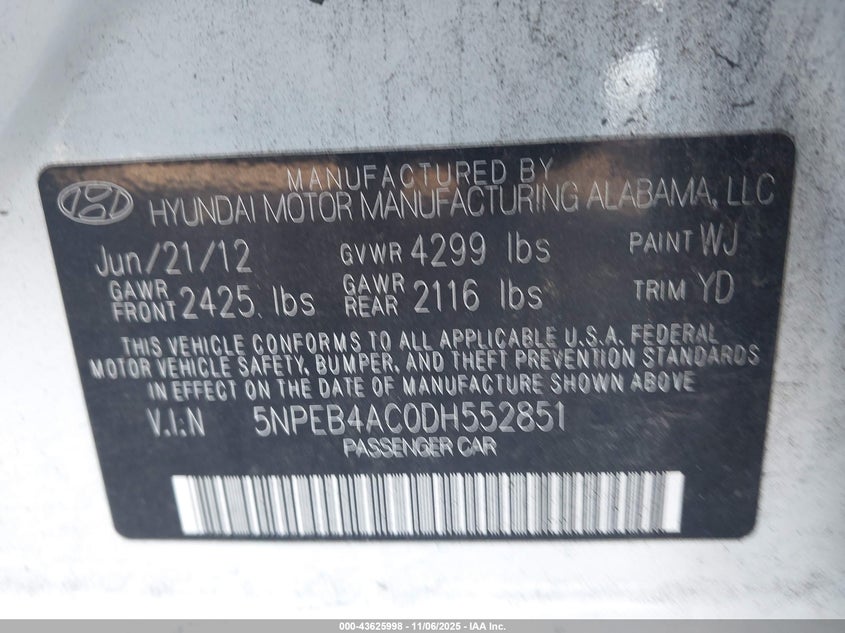 MANUFACTURED BY
HYUNDAI MOTOR MANUFACTURING ALABAMA, LLC
Jun/21/12 GVWR 4299 lbs PAINT WJ
GAWR FRONT 2425 lbs GAWR REAR 2116 lbs TRIM YD
THIS VEHICLE CONFORMS TO ALL APPLICABLE U.S.A. FEDERAL
MOTOR VEHICLE SAFETY, BUMPER, AND THEFT PREVENTION STANDARDS
IN EFFECT ON THE DATE OF MANUFACTURE SHOWN ABOVE
V.I.N 5NPEB4AC0DH552851
PASSENGER CAR
000-43625998 - 11/06/2025 - IAA Inc.